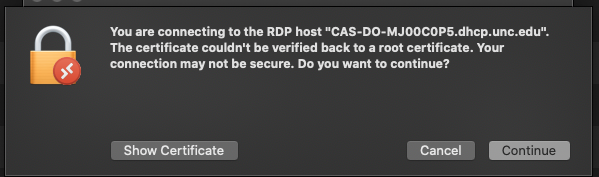 You are connecting to the RDP host "CAS-DO-MJ00C0P5.dhcp.unc.edu".
The certificate couldn't be verified back to a root certificate. Your
connection may not be secure. Do you want to continue?
Show Certificate
Cancel
Continue